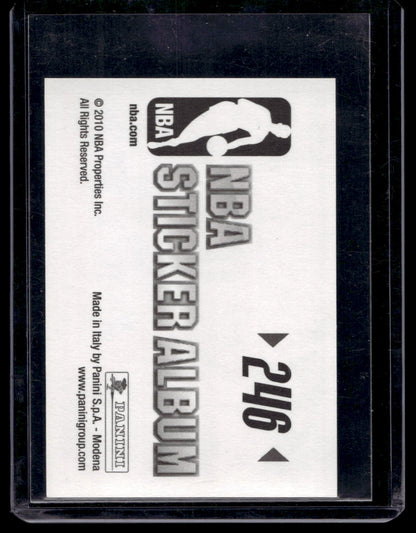 246
NBA
STICKER ALBUM
NBA
nba.com
PANINI
© 2010 NBA Properties Inc.
All Rights Reserved.
Made in Italy by Panini S.p.A. - Modena
www.paninigroup.com